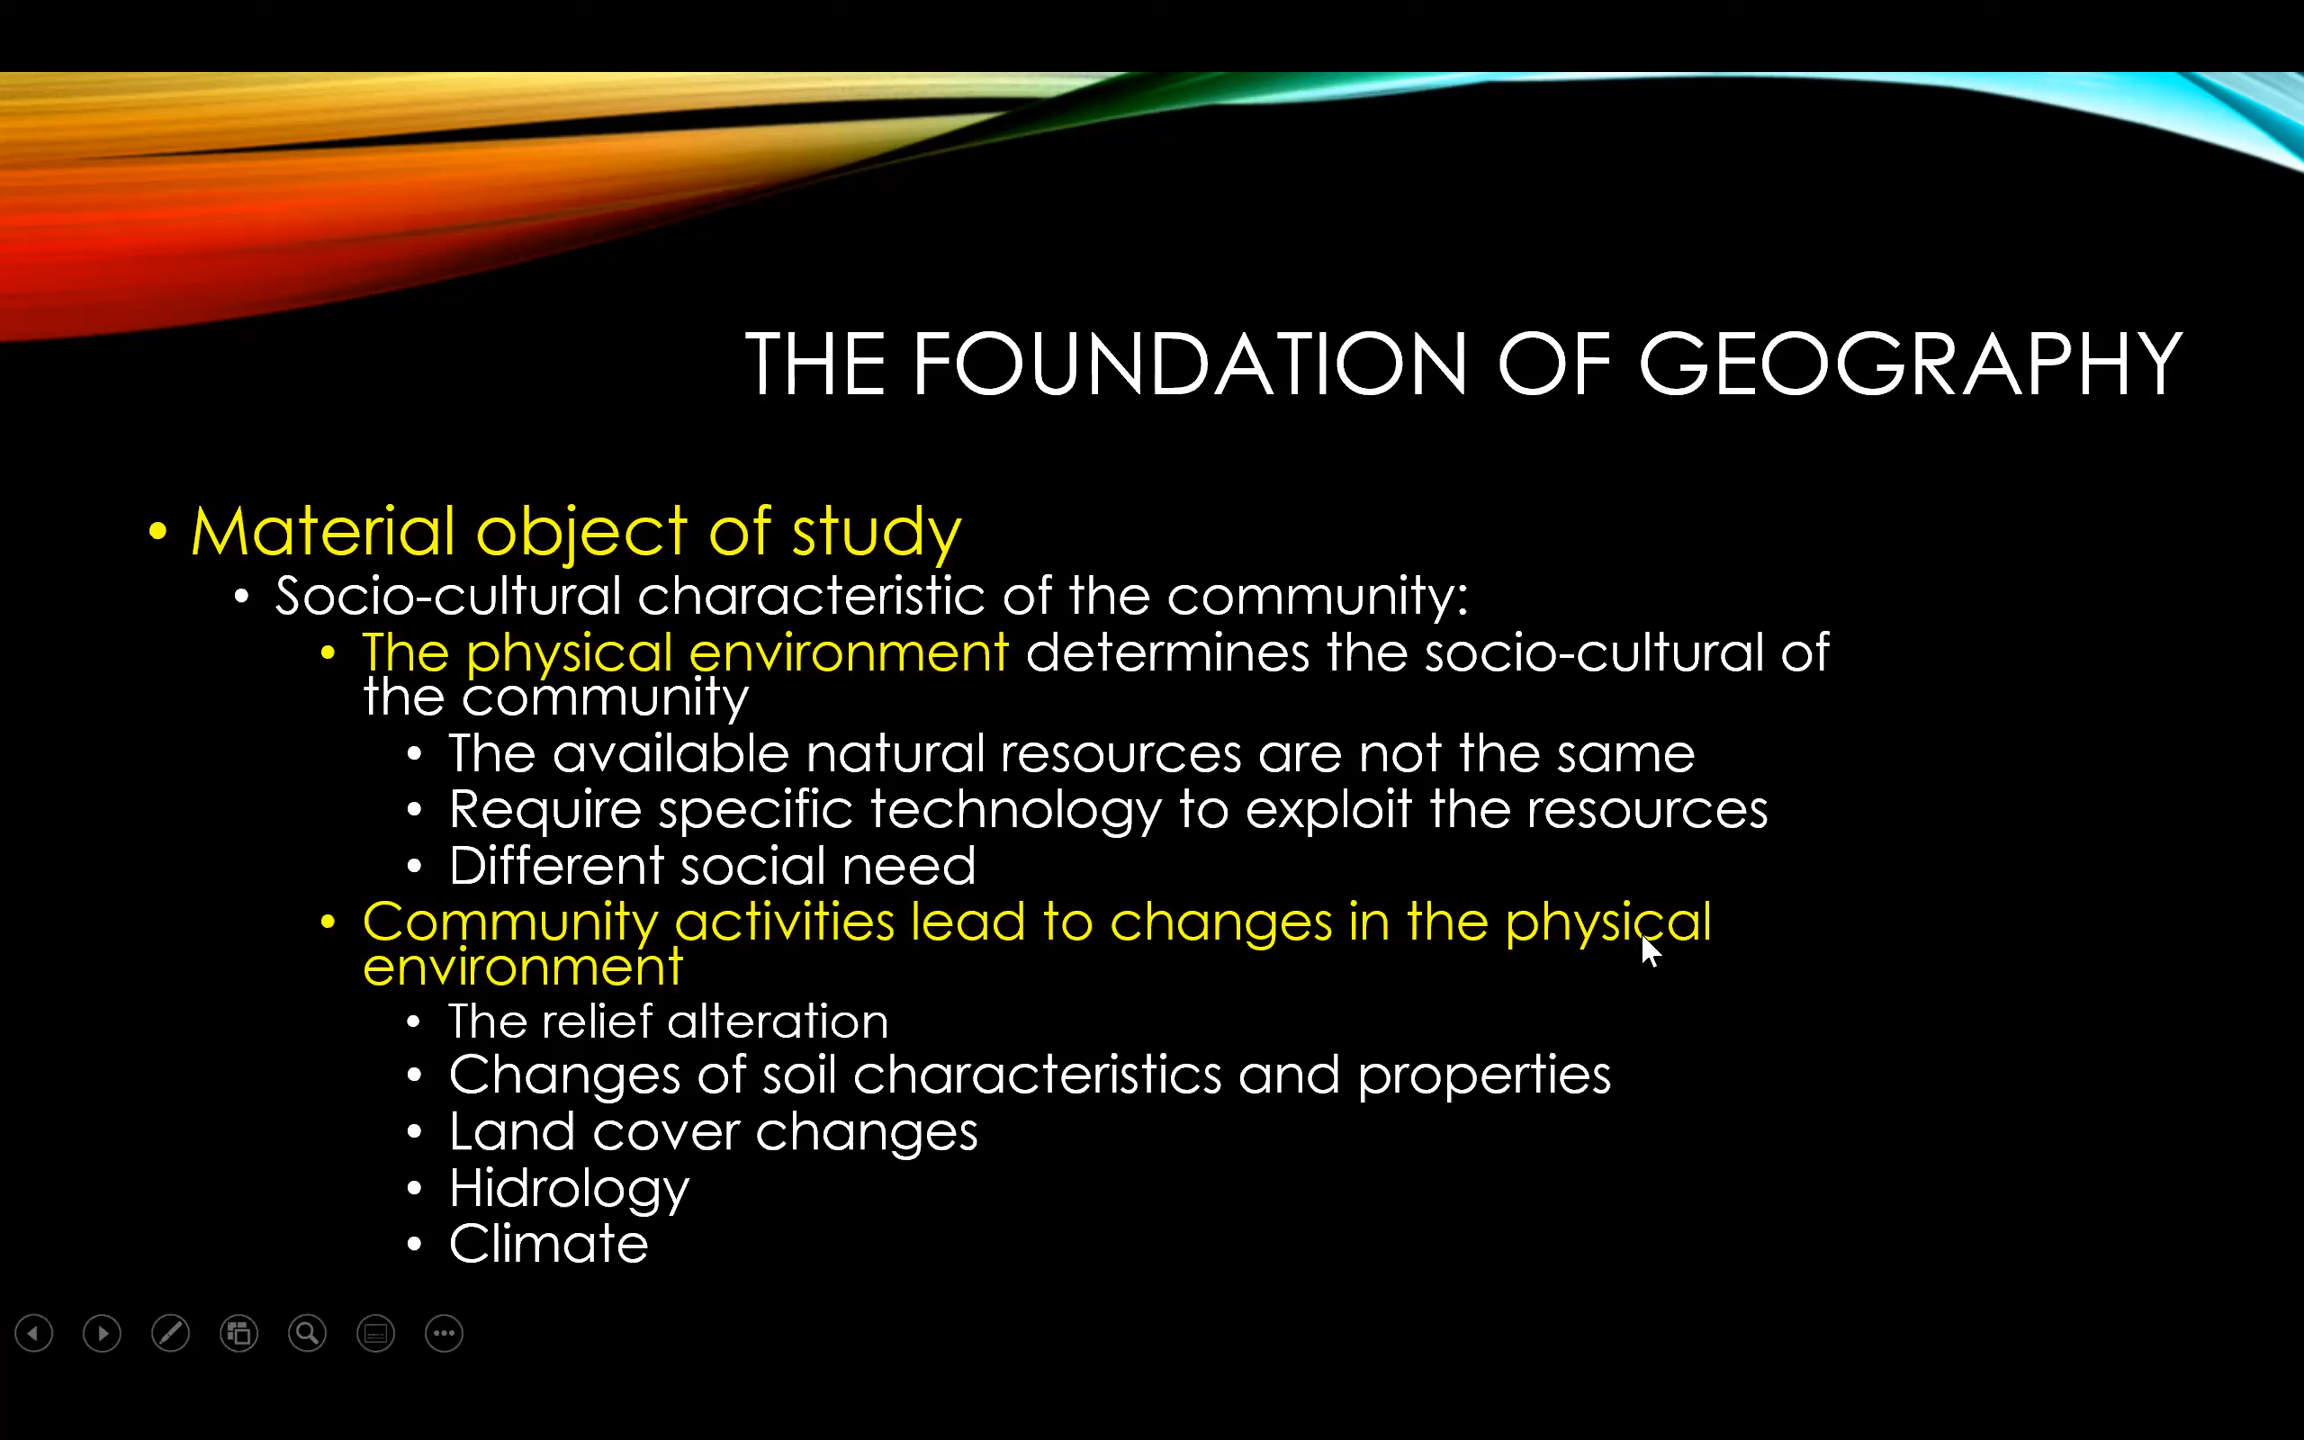 THE FOUNDATION OF GEOGRAPHY
• Material object of study
• Socio-cultural characteristic of the community:
• The physical environment determines the socio-cultural of
the community
• The available natural resources are not the same
• Require specific technology to exploit the resources
• Different social need
• Community activities lead to changes in the physical
environment
• The relief alteration
• Changes of soil characteristics and properties
• Land cover changes
• Hidrology
• Climate